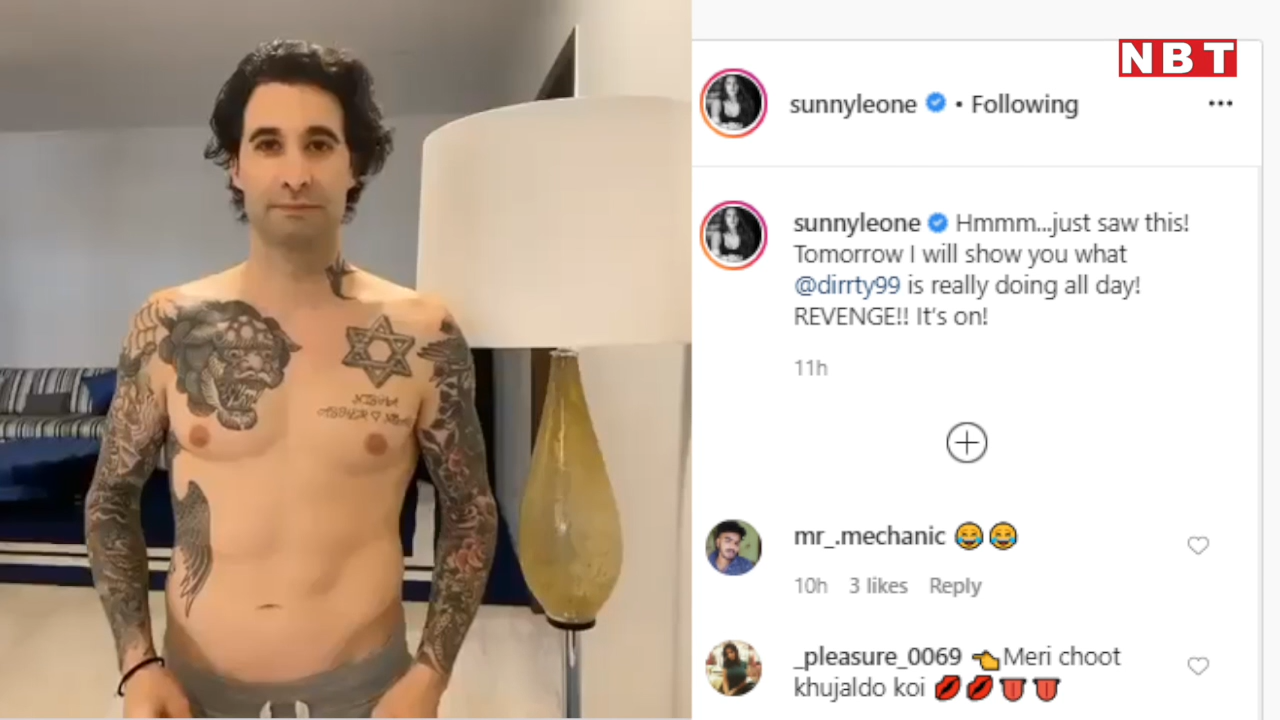 NBT
sunnyleone • Following
sunnyleone Hmmm...just saw this!
Tomorrow I will show you what
@dirrty99 is really doing all day!
REVENGE!! It's on!
11h
mr_.mechanic 😂😂
10h 3 likes Reply
_pleasure_0069 👈Meri choot
khujaldo koi 💋💋👅👅